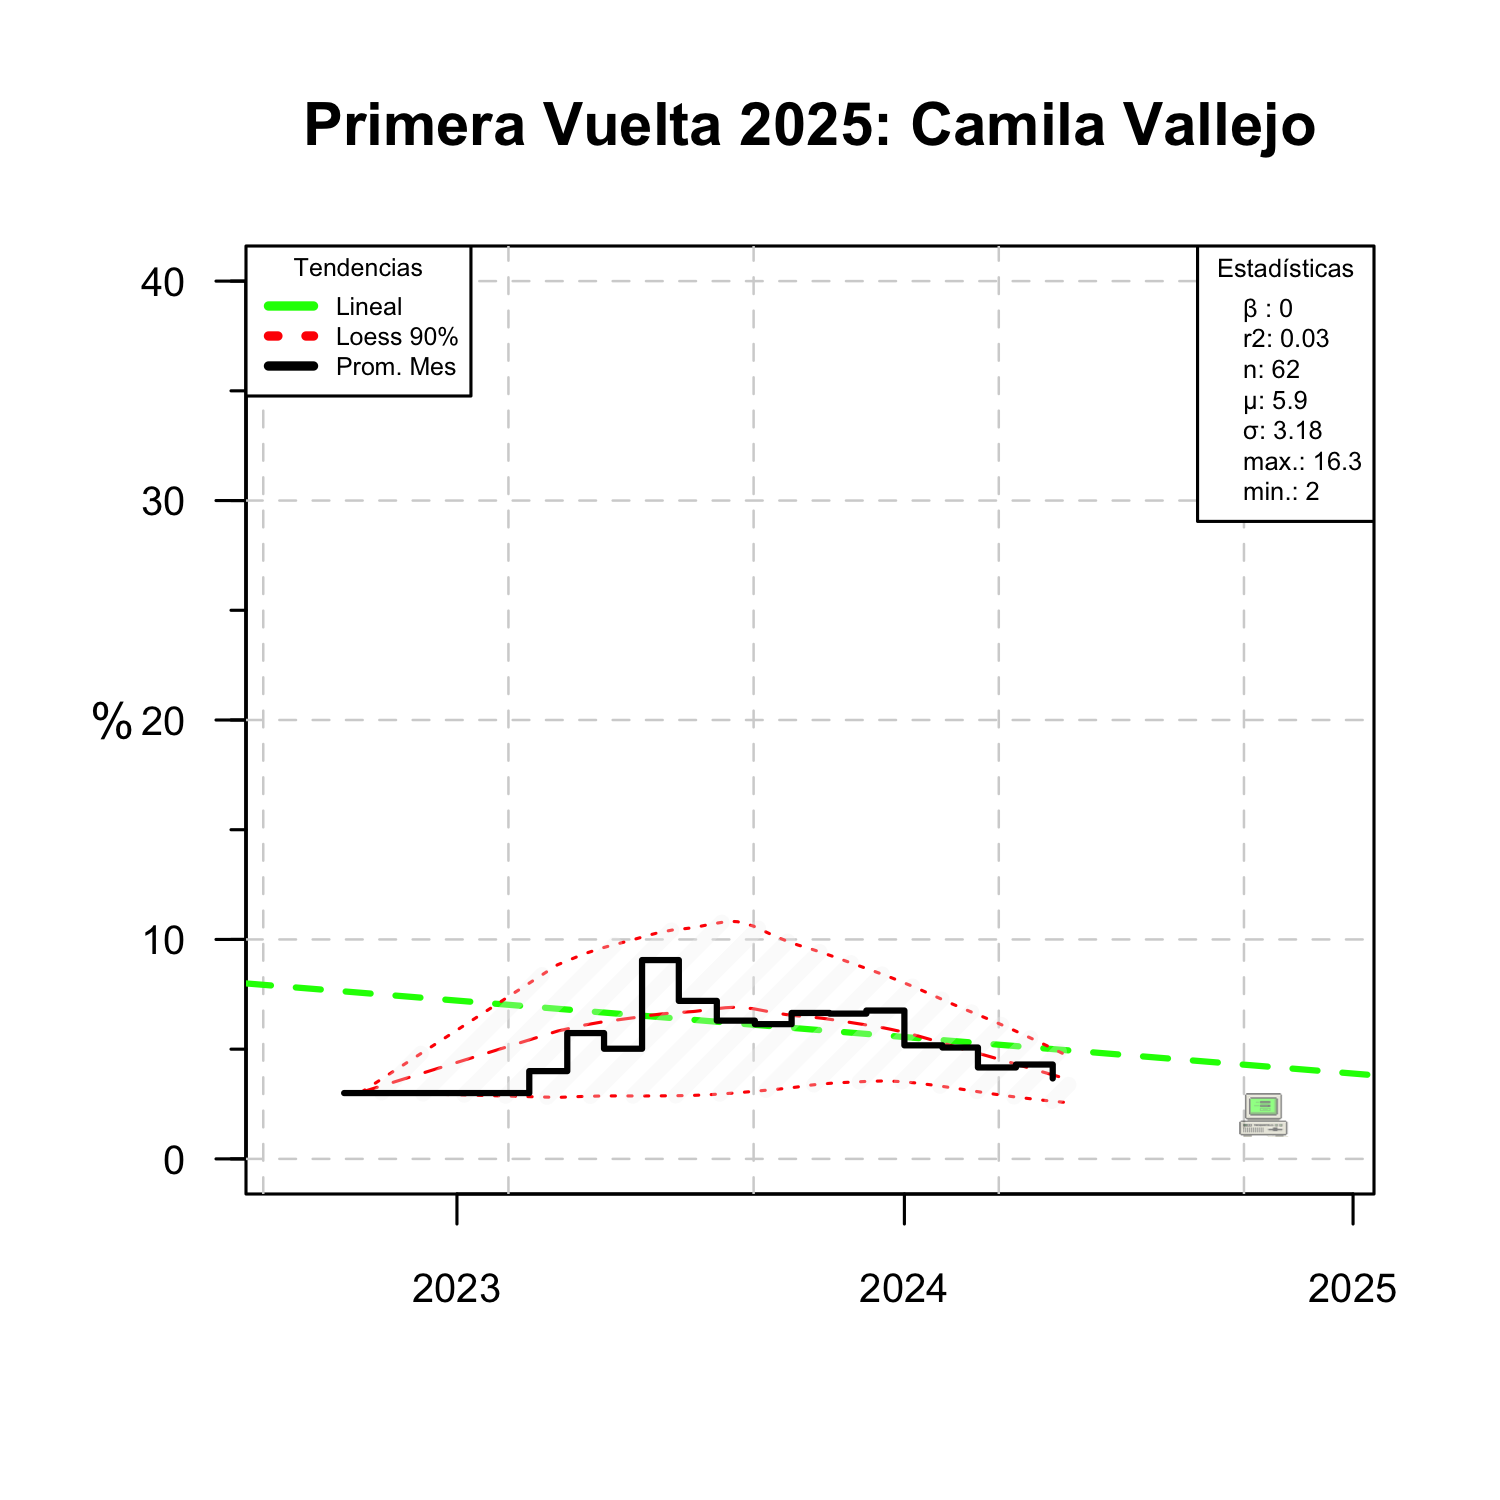 Primera Vuelta 2025: Camila Vallejo
Tendencias
Lineal
Loess 90%
Prom. Mes
Estadísticas
β : 0
r2: 0.03
n: 62
μ: 5.9
σ: 3.18
max.: 16.3
min.: 2
40
30
% 20
10
0
2023 2024 2025